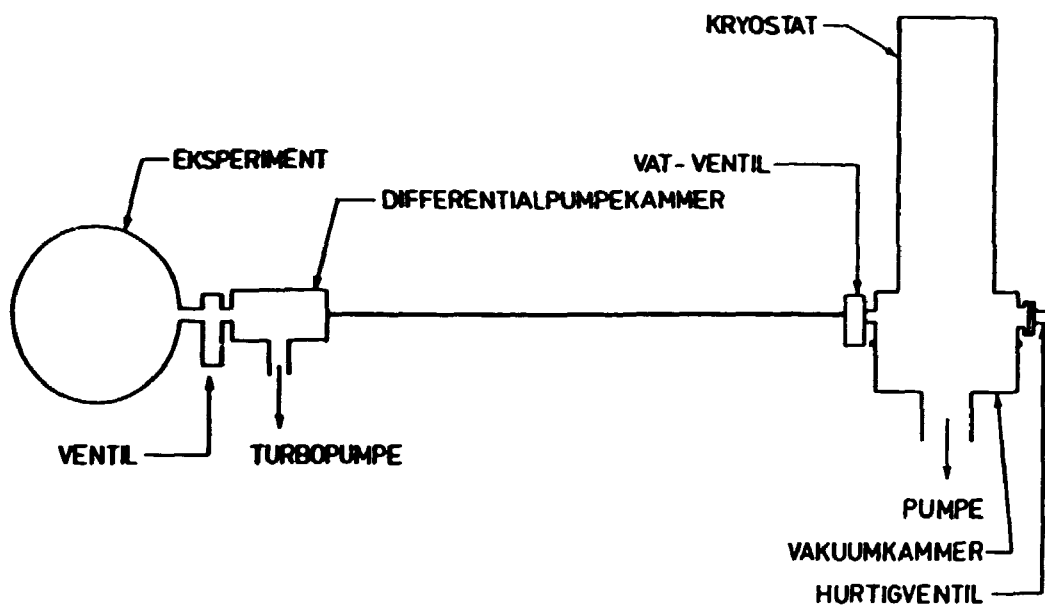 KRYOSTAT
EKSPERIMENT
VAT-VENTIL
DIFFERENTIALPUMPEKAMMER
VENTIL
TURBOPUMPE
PUMPE
VAKUUMKAMMER
HURTIGVENTIL